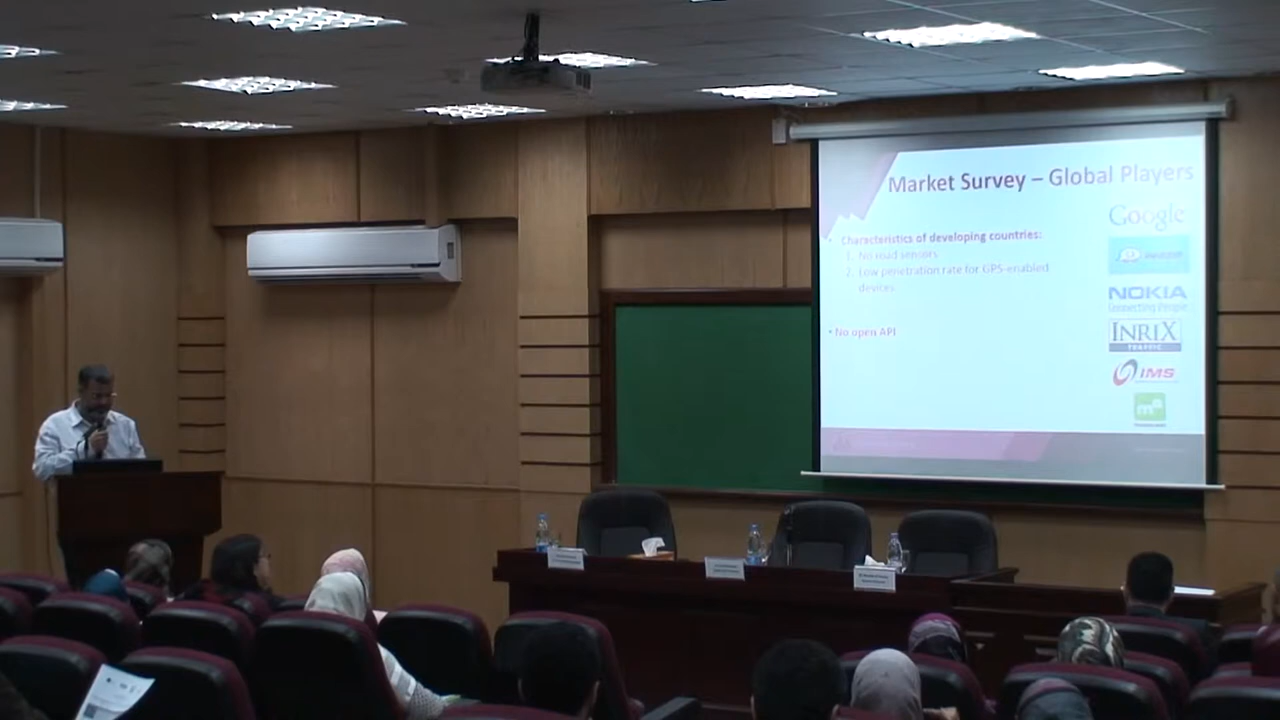 Market Survey – Global Players
• Characteristics of developing countries:
1. No road sensors
2. Low penetration rate for GPS-enabled
devices
• No open API
Google
NOKIA
Connecting People
INRIX
TRAFFIC
IMS